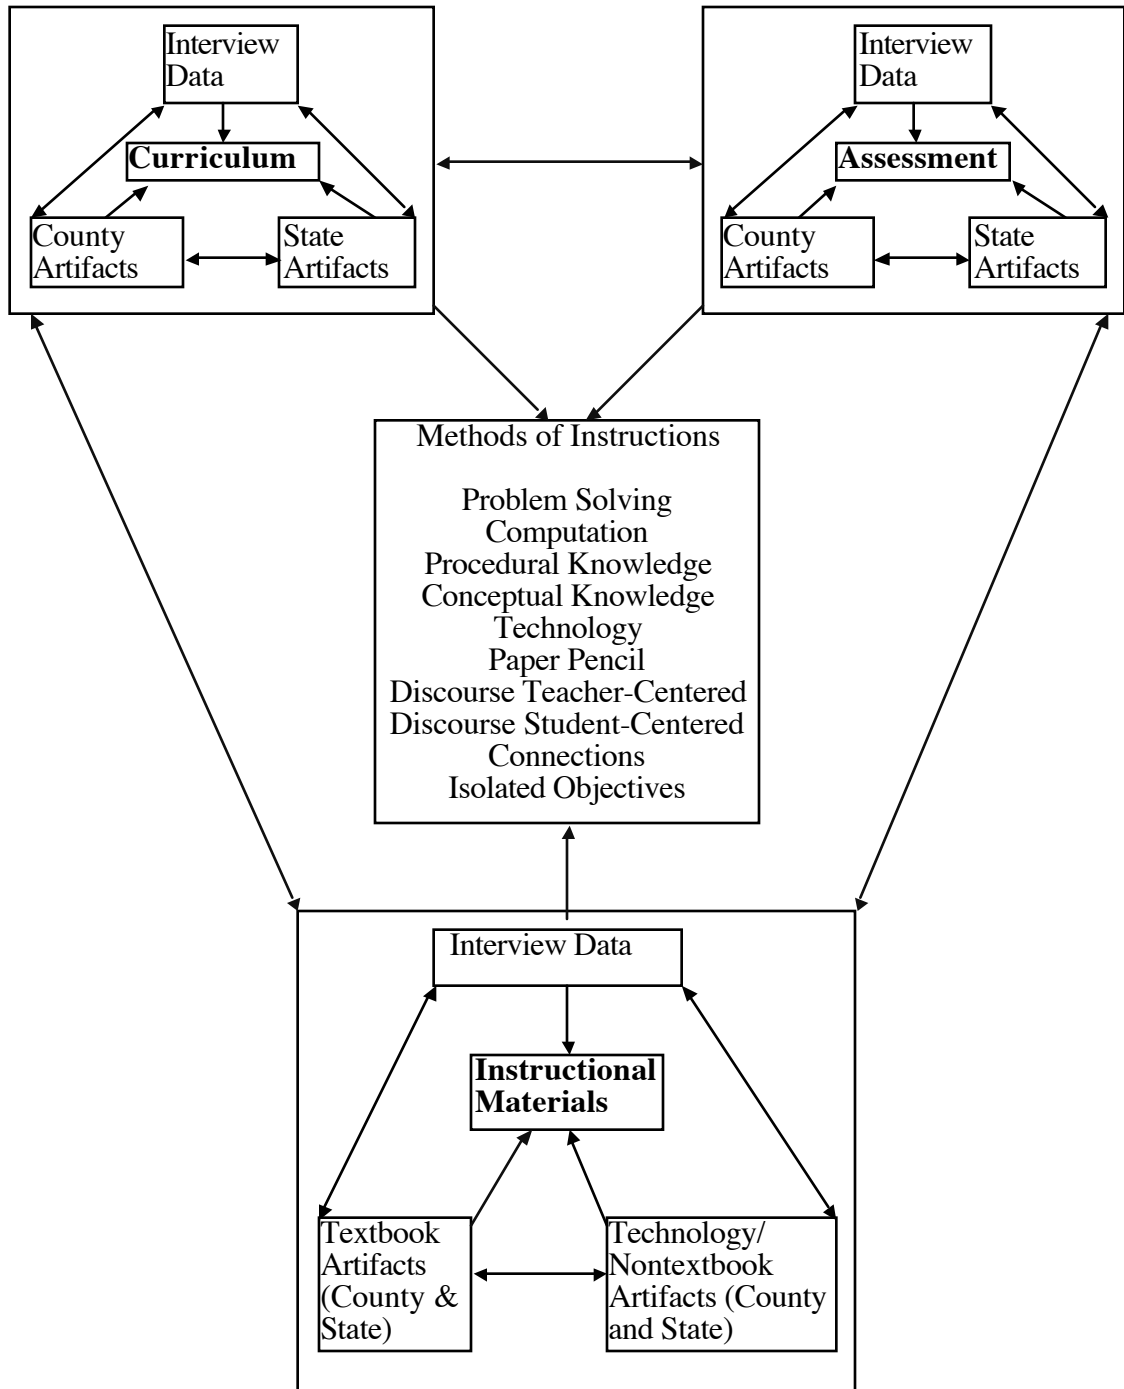 Interview
Data
Curriculum
County
Artifacts
State
Artifacts
Interview
Data
Assessment
County
Artifacts
State
Artifacts
Methods of Instructions
Problem Solving
Computation
Procedural Knowledge
Conceptual Knowledge
Technology
Paper Pencil
Discourse Teacher-Centered
Discourse Student-Centered
Connections
Isolated Objectives
Interview Data
Instructional
Materials
Textbook
Artifacts
(County &
State)
Technology/
Nontextbook
Artifacts (County
and State)